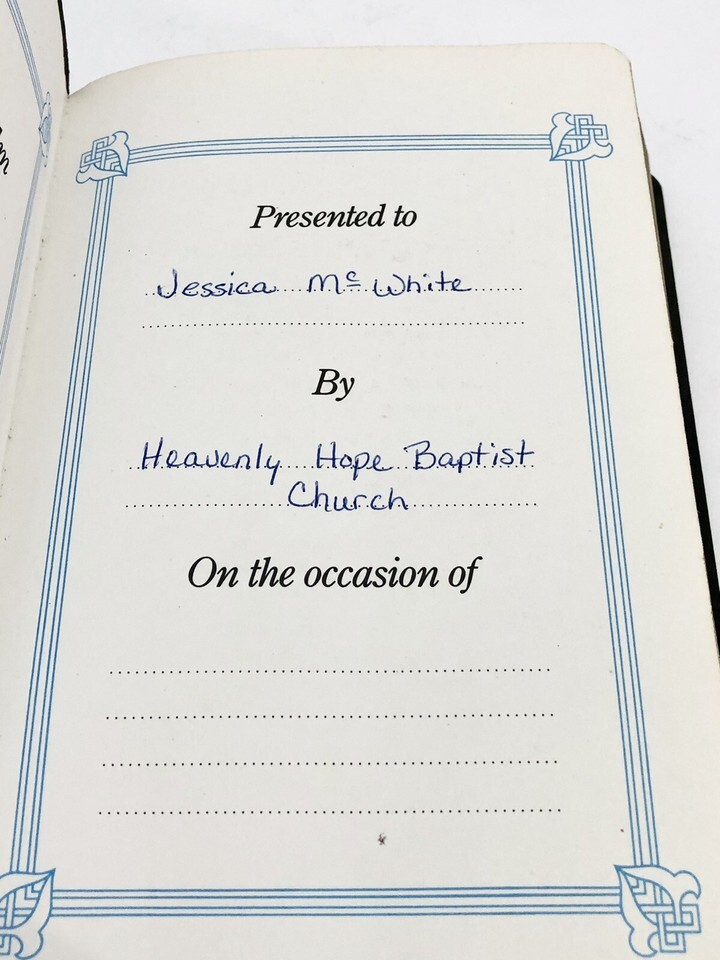 Presented to
Jessica Mc White
By
Heavenly Hope Baptist
Church
On the occasion of